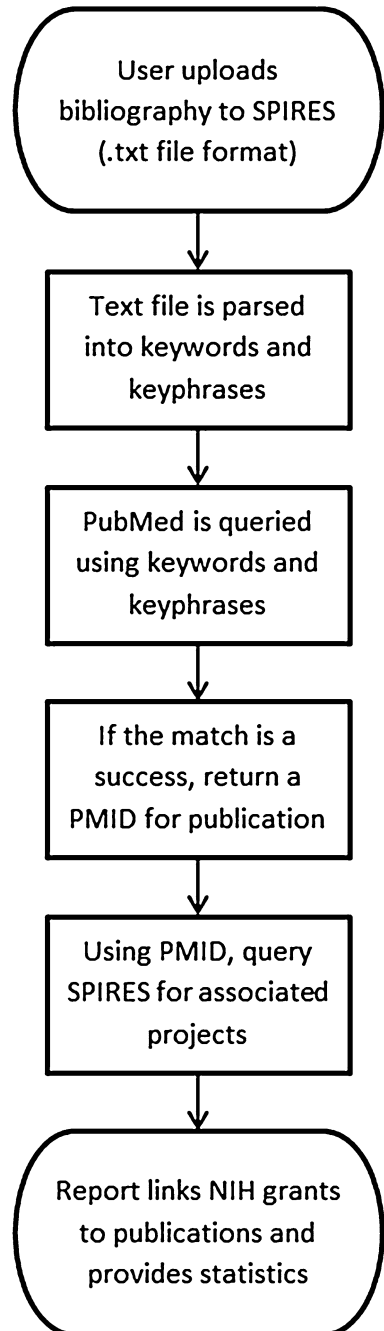 User uploads
bibliography to SPIRES
(.txt file format)
Text file is parsed
into keywords and
keyphrases
PubMed is queried
using keywords and
keyphrases
If the match is a
success, return a
PMID for publication
Using PMID, query
SPIRES for associated
projects
Report links NIH grants
to publications and
provides statistics